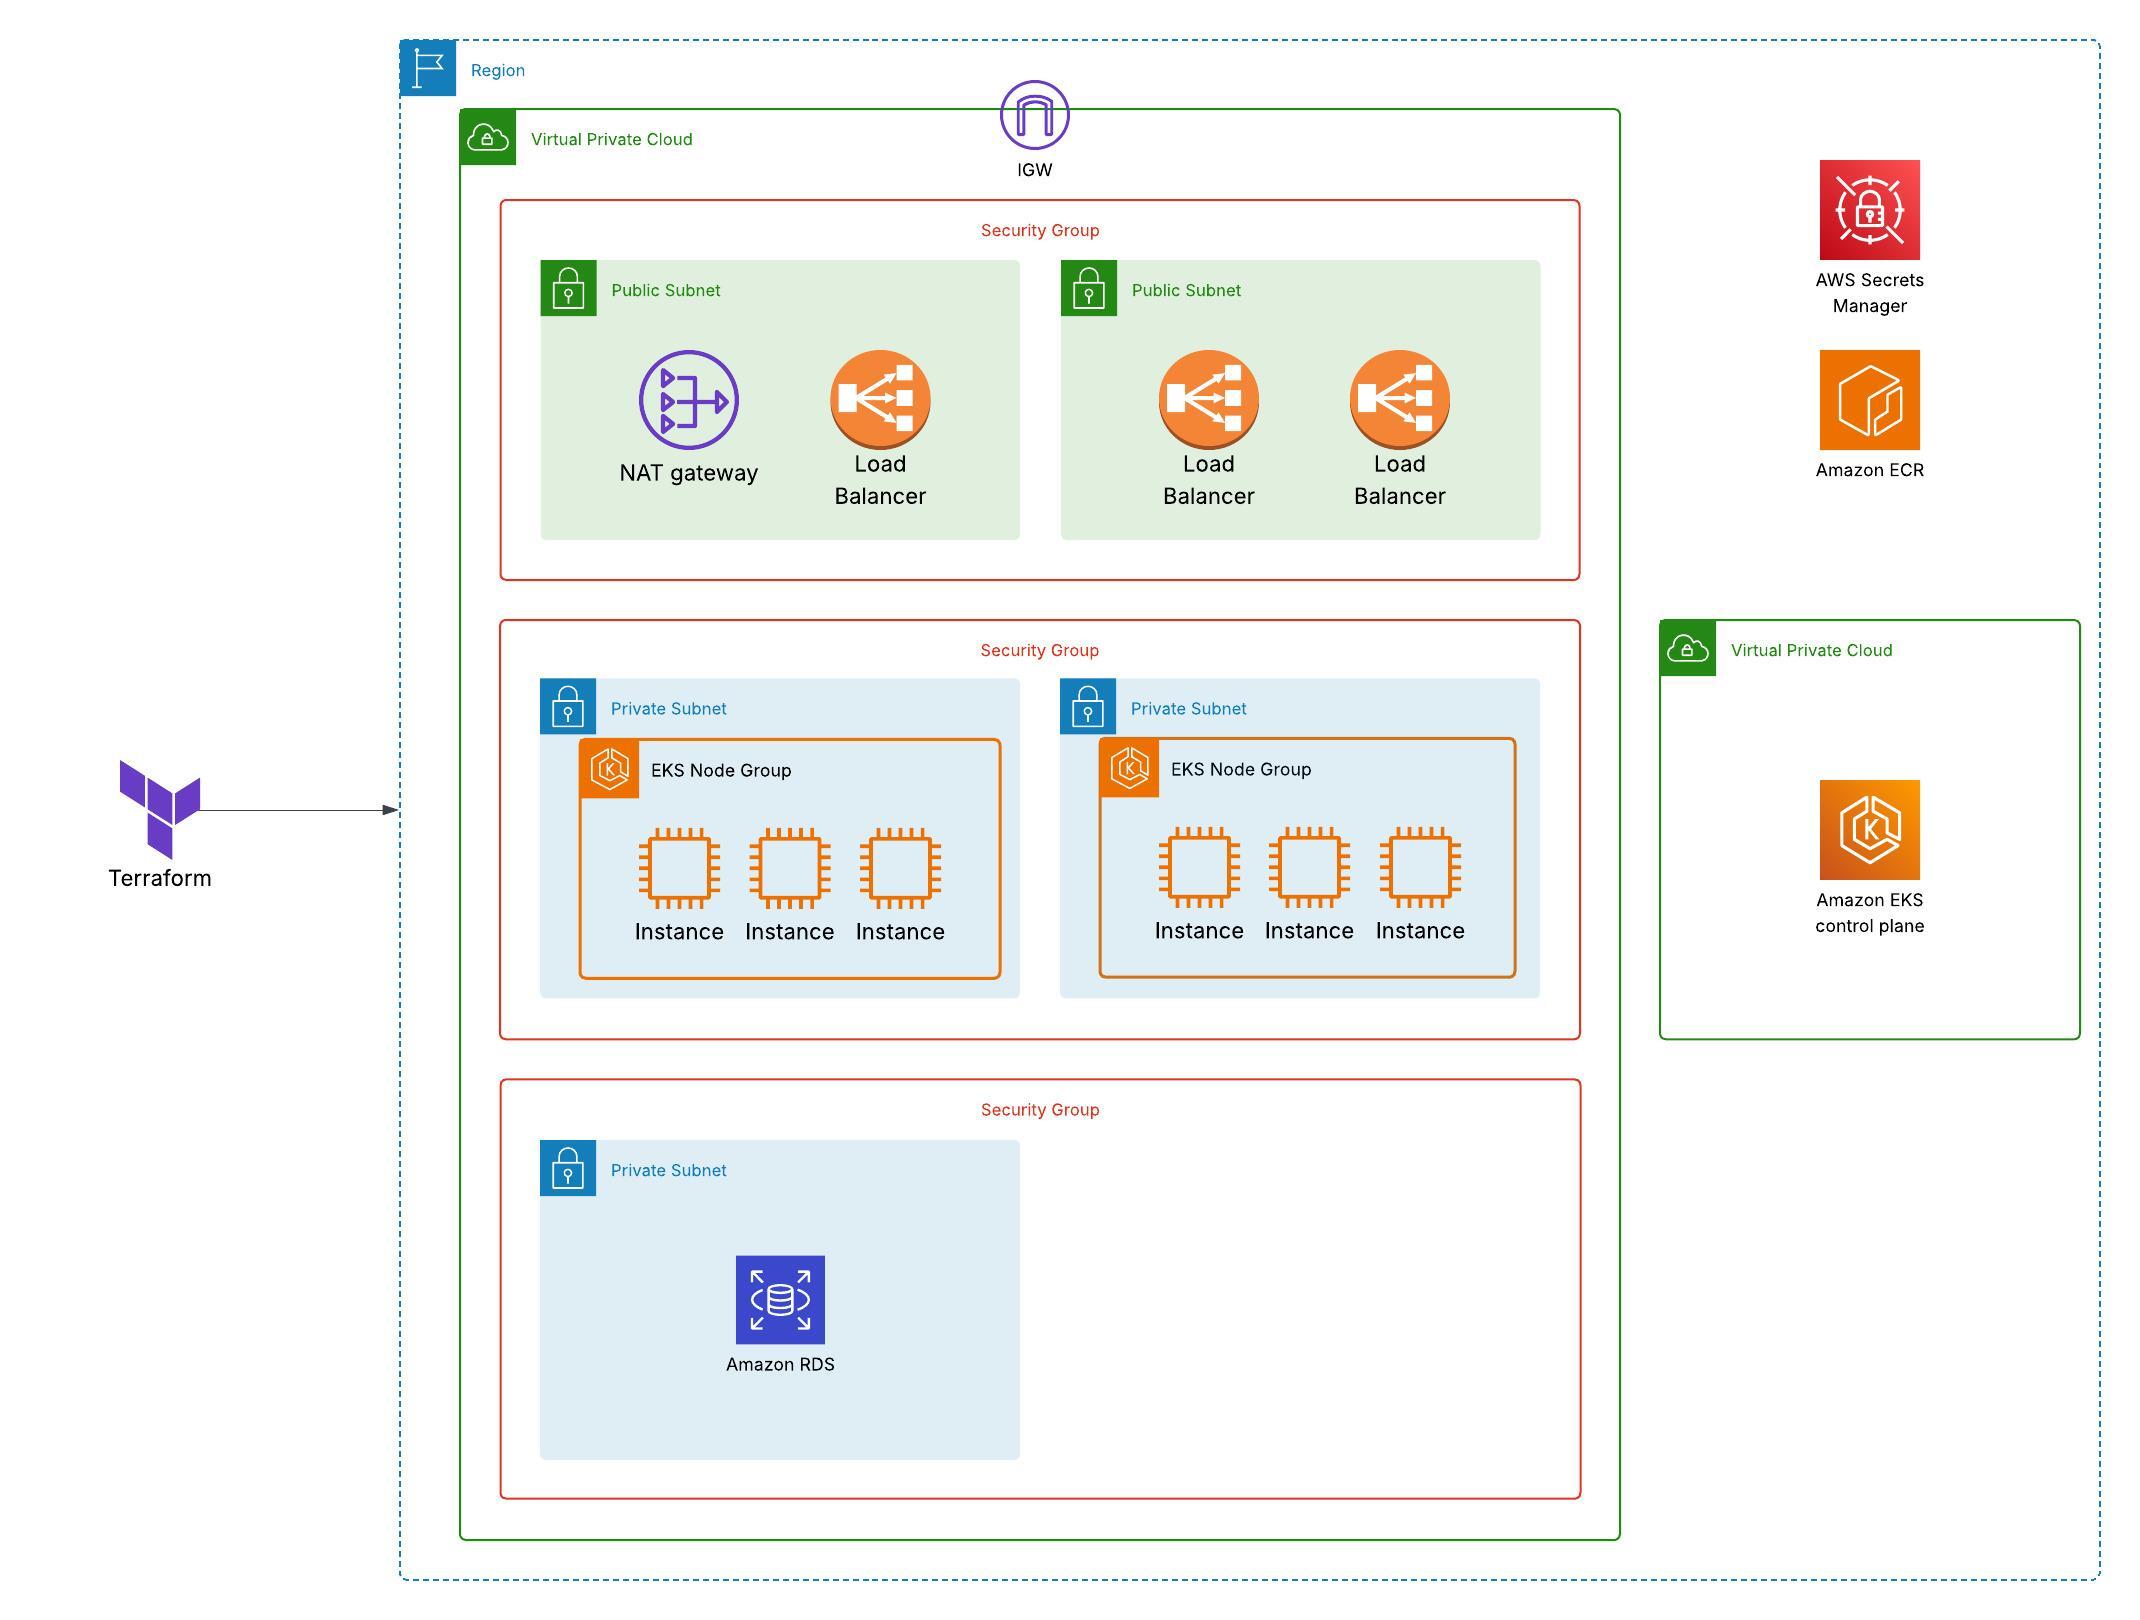 Region
Virtual Private Cloud
IGW
Security Group
Public Subnet
NAT gateway
Load
Balancer
Public Subnet
Load
Balancer
Load
Balancer
AWS Secrets
Manager
Amazon ECR
Security Group
Private Subnet
EKS Node Group
Instance
Instance
Instance
Private Subnet
EKS Node Group
Instance
Instance
Instance
Virtual Private Cloud
Amazon EKS
control plane
Terraform
Security Group
Private Subnet
Amazon RDS